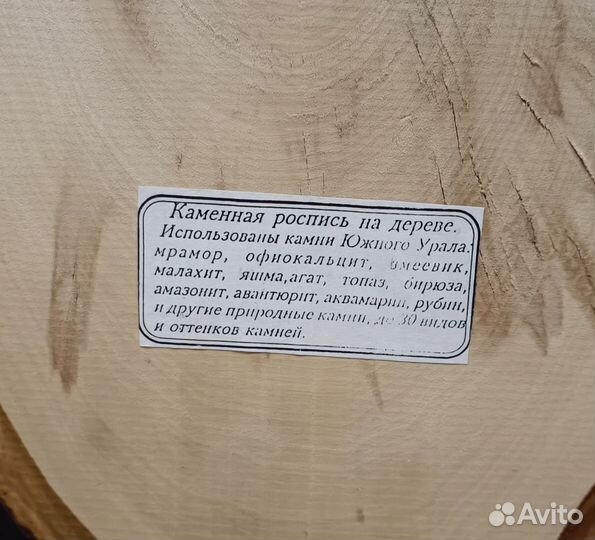 Каменная роспись на дереве.
Использованы камни Южного Урала:
мрамор, офиокальцит, змеевик,
малахит, яшма,агат, топаз, бирюза,
амазонит, авантюрит, аквамарин, рубин,
и другие природные камни, до 30 видов
и оттенков камней.
Avito